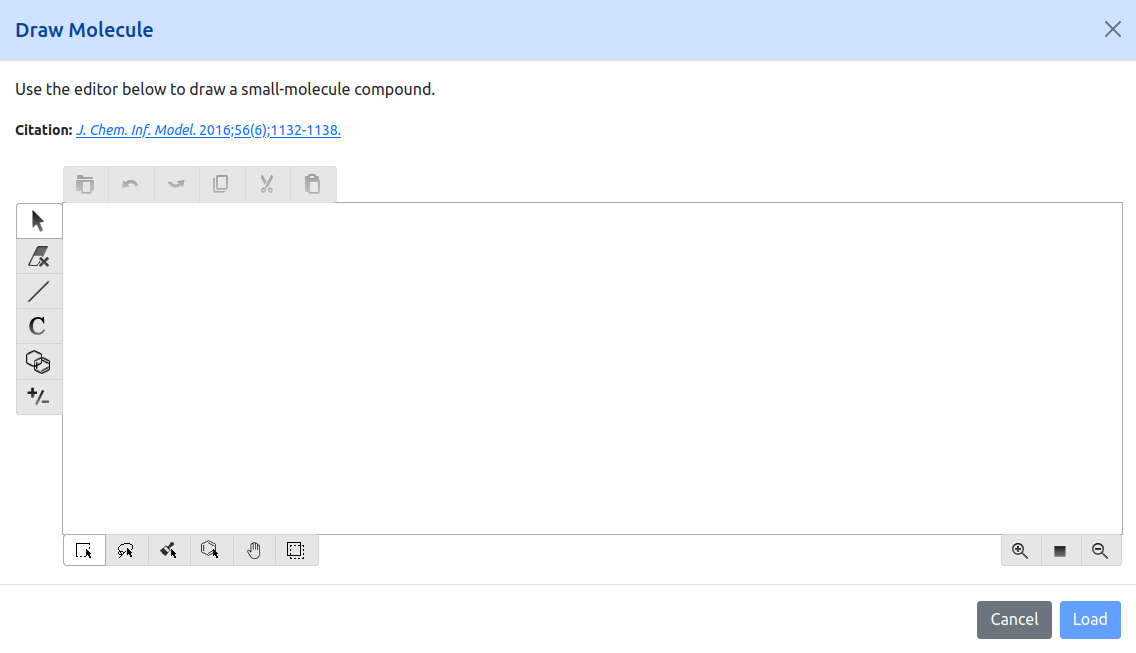 Draw Molecule
Use the editor below to draw a small-molecule compound.
Citation: J. Chem. Inf. Model. 2016;56(6);1132-1138.
C
+/-
Cancel Load